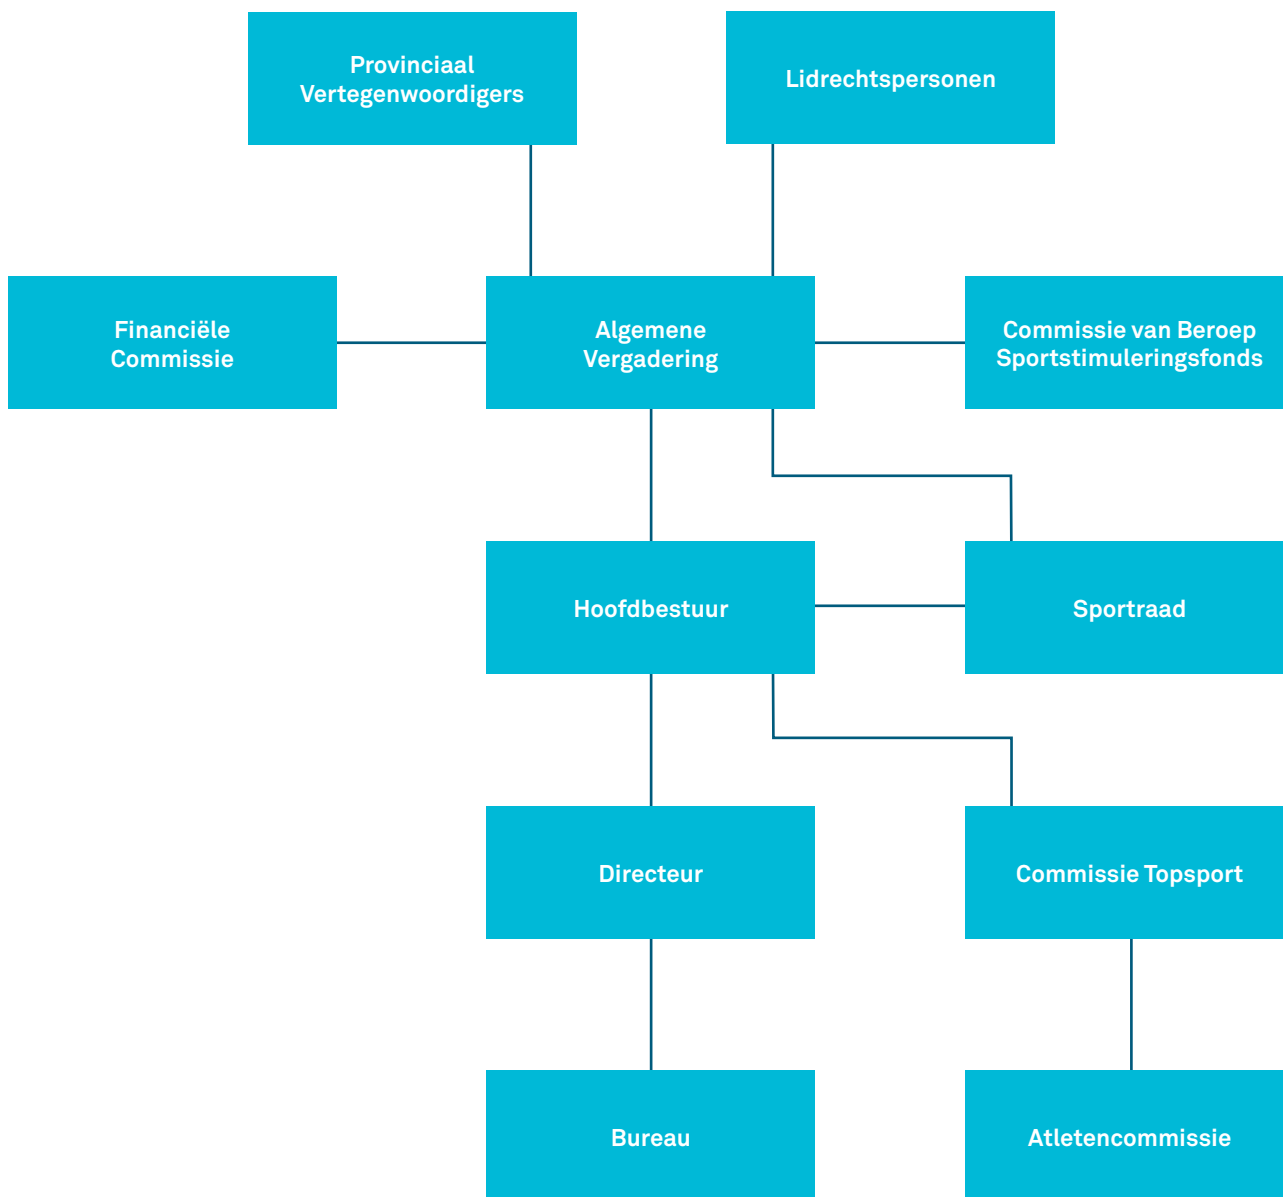 Provinciaal
Vertegenwoordigers
Lidrechtspersonen
Financiële
Commissie
Algemene
Vergadering
Commissie van Beroep
Sportstimuleringsfonds
Hoofdbestuur
Sportraad
Directeur
Commissie Topsport
Bureau
Atletencommissie